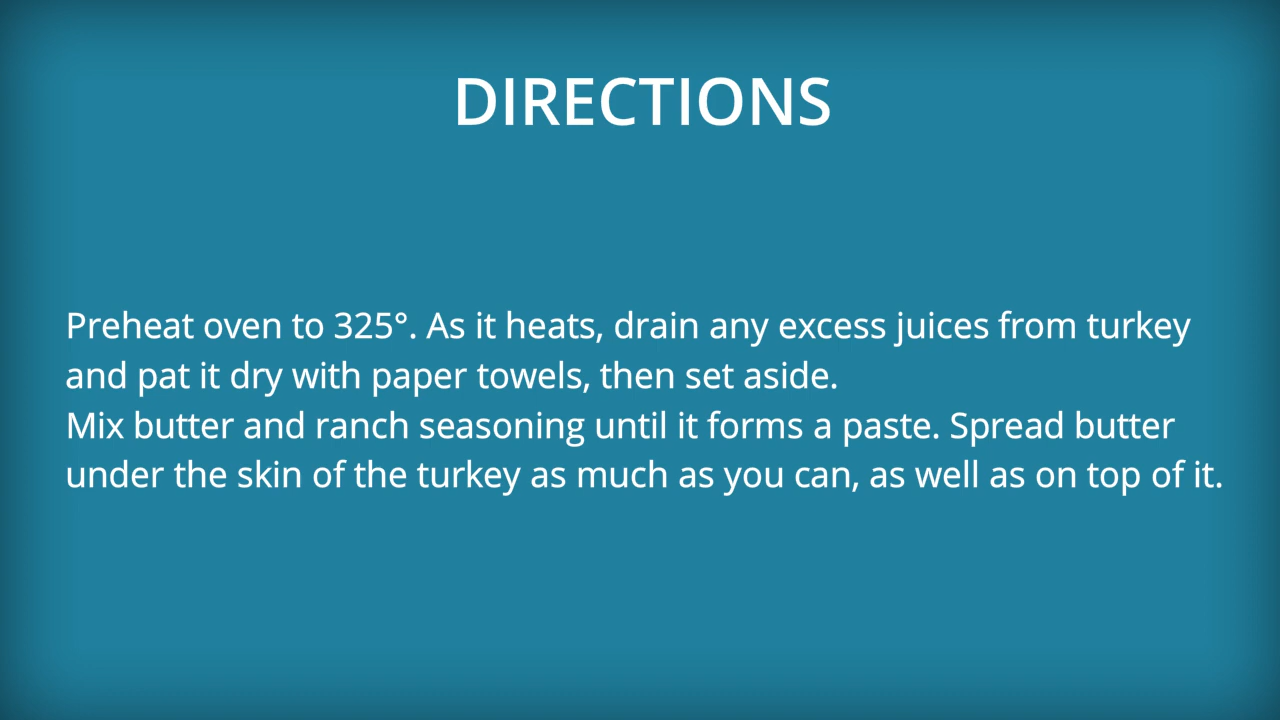 DIRECTIONS
Preheat oven to 325°. As it heats, drain any excess juices from turkey
and pat it dry with paper towels, then set aside.
Mix butter and ranch seasoning until it forms a paste. Spread butter
under the skin of the turkey as much as you can, as well as on top of it.